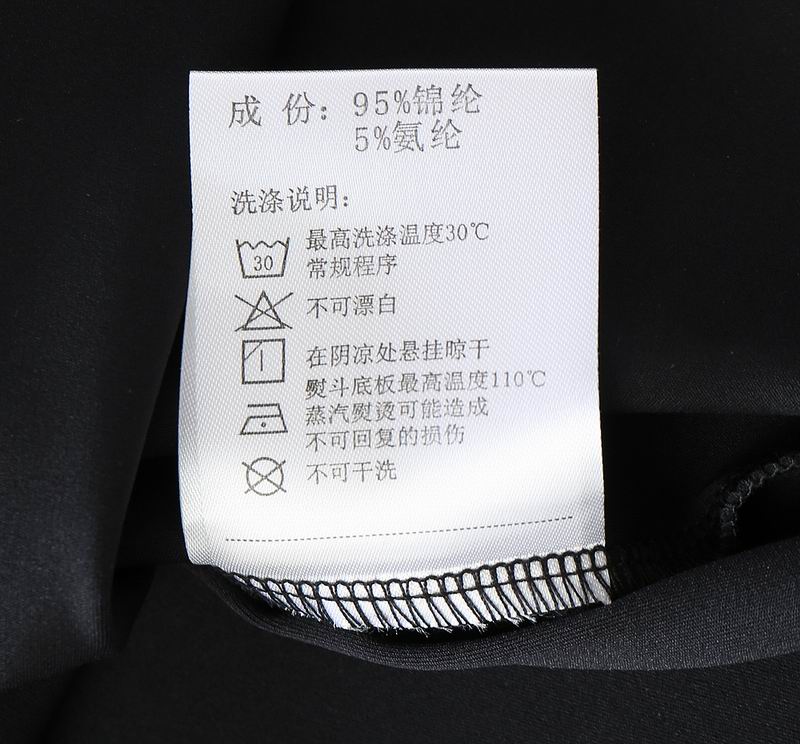 成 份: 95%锦纶
5%氨纶
洗涤说明:
最高洗涤温度30℃
常规程序
30
不可漂白
在阴凉处悬挂晾干
熨斗底板最高温度110℃
蒸汽熨烫可能造成
不可回复的损伤
不可干洗